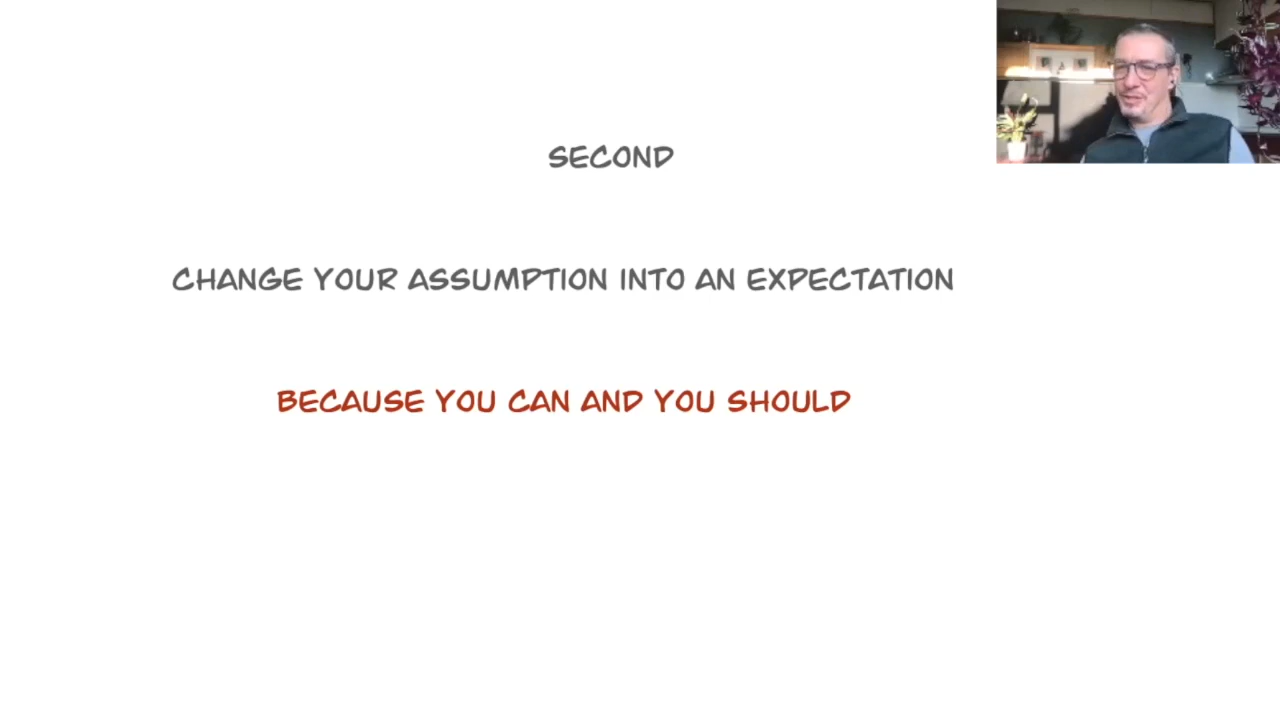 SECOND
CHANGE YOUR ASSUMPTION INTO AN EXPECTATION
BECAUSE YOU CAN AND YOU SHOULD